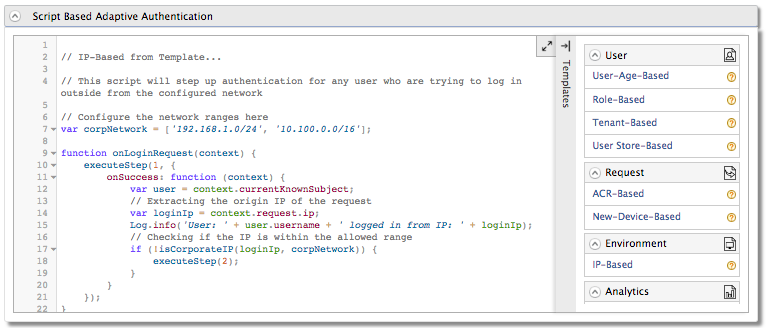 Script Based Adaptive Authentication
1
2 // IP-Based from Template...
3
4 // This script will step up authentication for any user who are trying to log in
outside from the configured network
5
6 // Configure the network ranges here
7 var corpNetwork = ['192.168.1.0/24', '10.100.0.0/16'];
8
9 function onLoginRequest(context) {
10 executeStep(1, {
11 onSuccess: function (context) {
12 var user = context.currentKnownSubject;
13 // Extracting the origin IP of the request
14 var loginIp = context.request.ip;
15 Log.info('User: ' + user.username + ' logged in from IP: ' + loginIp);
16 // Checking if the IP is within the allowed range
17 if (!isCorporateIP(loginIp, corpNetwork)) {
18 executeStep(2);
19 }
20 }
21 });
22 }
Templates
User
User-Age-Based
Role-Based
Tenant-Based
User Store-Based
Request
ACR-Based
New-Device-Based
Environment
IP-Based
Analytics